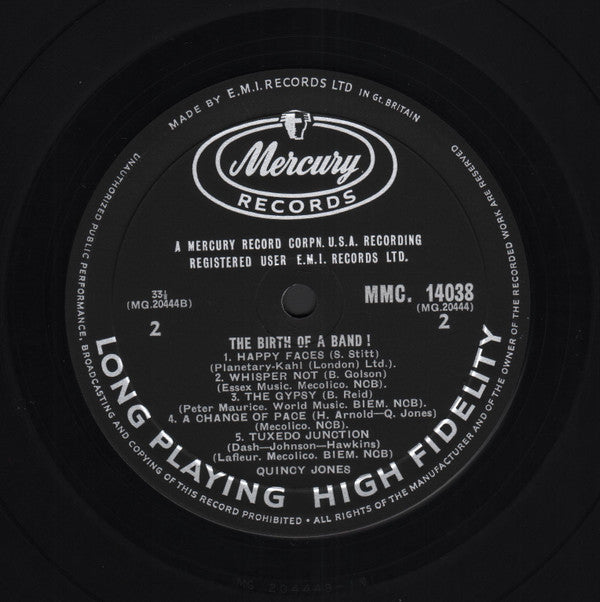 MADE BY E.M.I. RECORDS LTD IN Gt. BRITAIN
Mercury
RECORDS
A MERCURY RECORD CORPN. U.S.A. RECORDING
REGISTERED USER E.M.I. RECORDS LTD.
33⅓
(MG.20444B)
2
MMC. 14038
(MG.20444)
2
THE BIRTH OF A BAND !
1. HAPPY FACES (S. Stitt)
(Planetary-Kahl (London) Ltd.).
2. WHISPER NOT (B. Golson)
(Essex Music. Mecolico. NCB).
3. THE GYPSY (B. Reid)
(Peter Maurice. World Music. BIEM. NCB).
4. A CHANGE OF PACE (H. Arnold—Q. Jones)
(Mecolico. NCB).
5. TUXEDO JUNCTION
(Dash—Johnson—Hawkins)
(Lafleur. Mecolico. BIEM. NCB)
QUINCY JONES
LONG PLAYING HIGH FIDELITY
UNAUTHORIZED PUBLIC PERFORMANCE, BROADCASTING AND COPYING OF THIS RECORD PROHIBITED • ALL RIGHTS OF THE MANUFACTURER AND OF THE OWNER OF THE RECORDED WORK ARE RESERVED